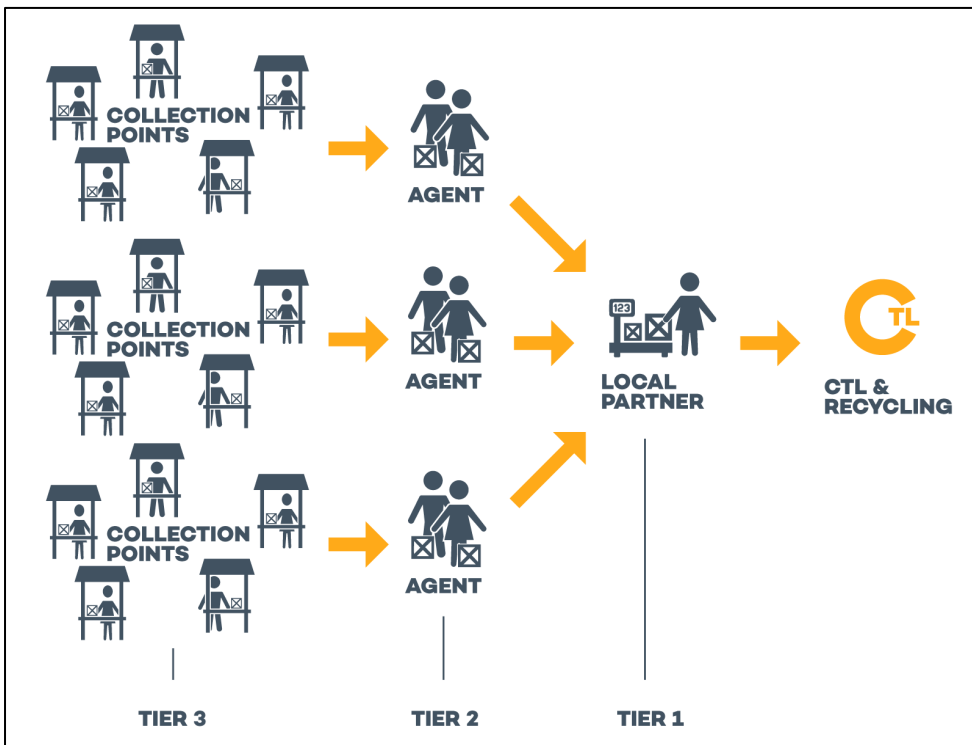 COLLECTION
POINTS
AGENT
COLLECTION
POINTS
AGENT
123
LOCAL
PARTNER
CTL
CTL &
RECYCLING
COLLECTION
POINTS
AGENT
TIER 3
TIER 2
TIER 1